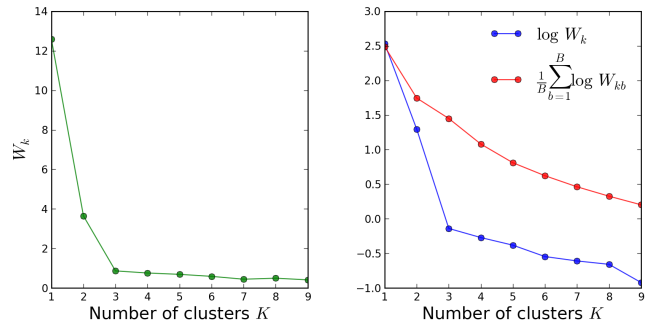 14
12
10
8
6
4
2
0
W_k
1 2 3 4 5 6 7 8 9
Number of clusters K
3.0
2.5
2.0
1.5
1.0
0.5
0.0
−0.5
−1.0
log W_k
1/B ∑_{b=1}^{B} log W_{kb}
1 2 3 4 5 6 7 8 9
Number of clusters K